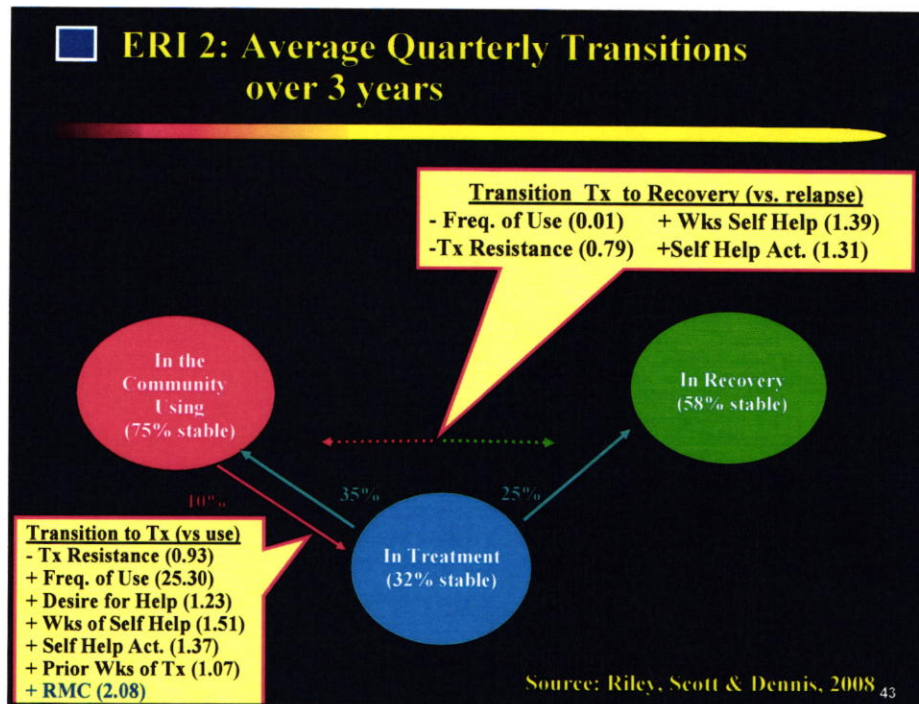 ERI 2: Average Quarterly Transitions
over 3 years
Transition Tx to Recovery (vs. relapse)
- Freq. of Use (0.01) + Wks Self Help (1.39)
-Tx Resistance (0.79) +Self Help Act. (1.31)
In the
Community
Using
(75% stable)
In Recovery
(58% stable)
10%
35%
25%
In Treatment
(32% stable)
Transition to Tx (vs use)
- Tx Resistance (0.93)
+ Freq. of Use (25.30)
+ Desire for Help (1.23)
+ Wks of Self Help (1.51)
+ Self Help Act. (1.37)
+ Prior Wks of Tx (1.07)
+ RMC (2.08)
Source: Riley, Scott & Dennis, 2008
43